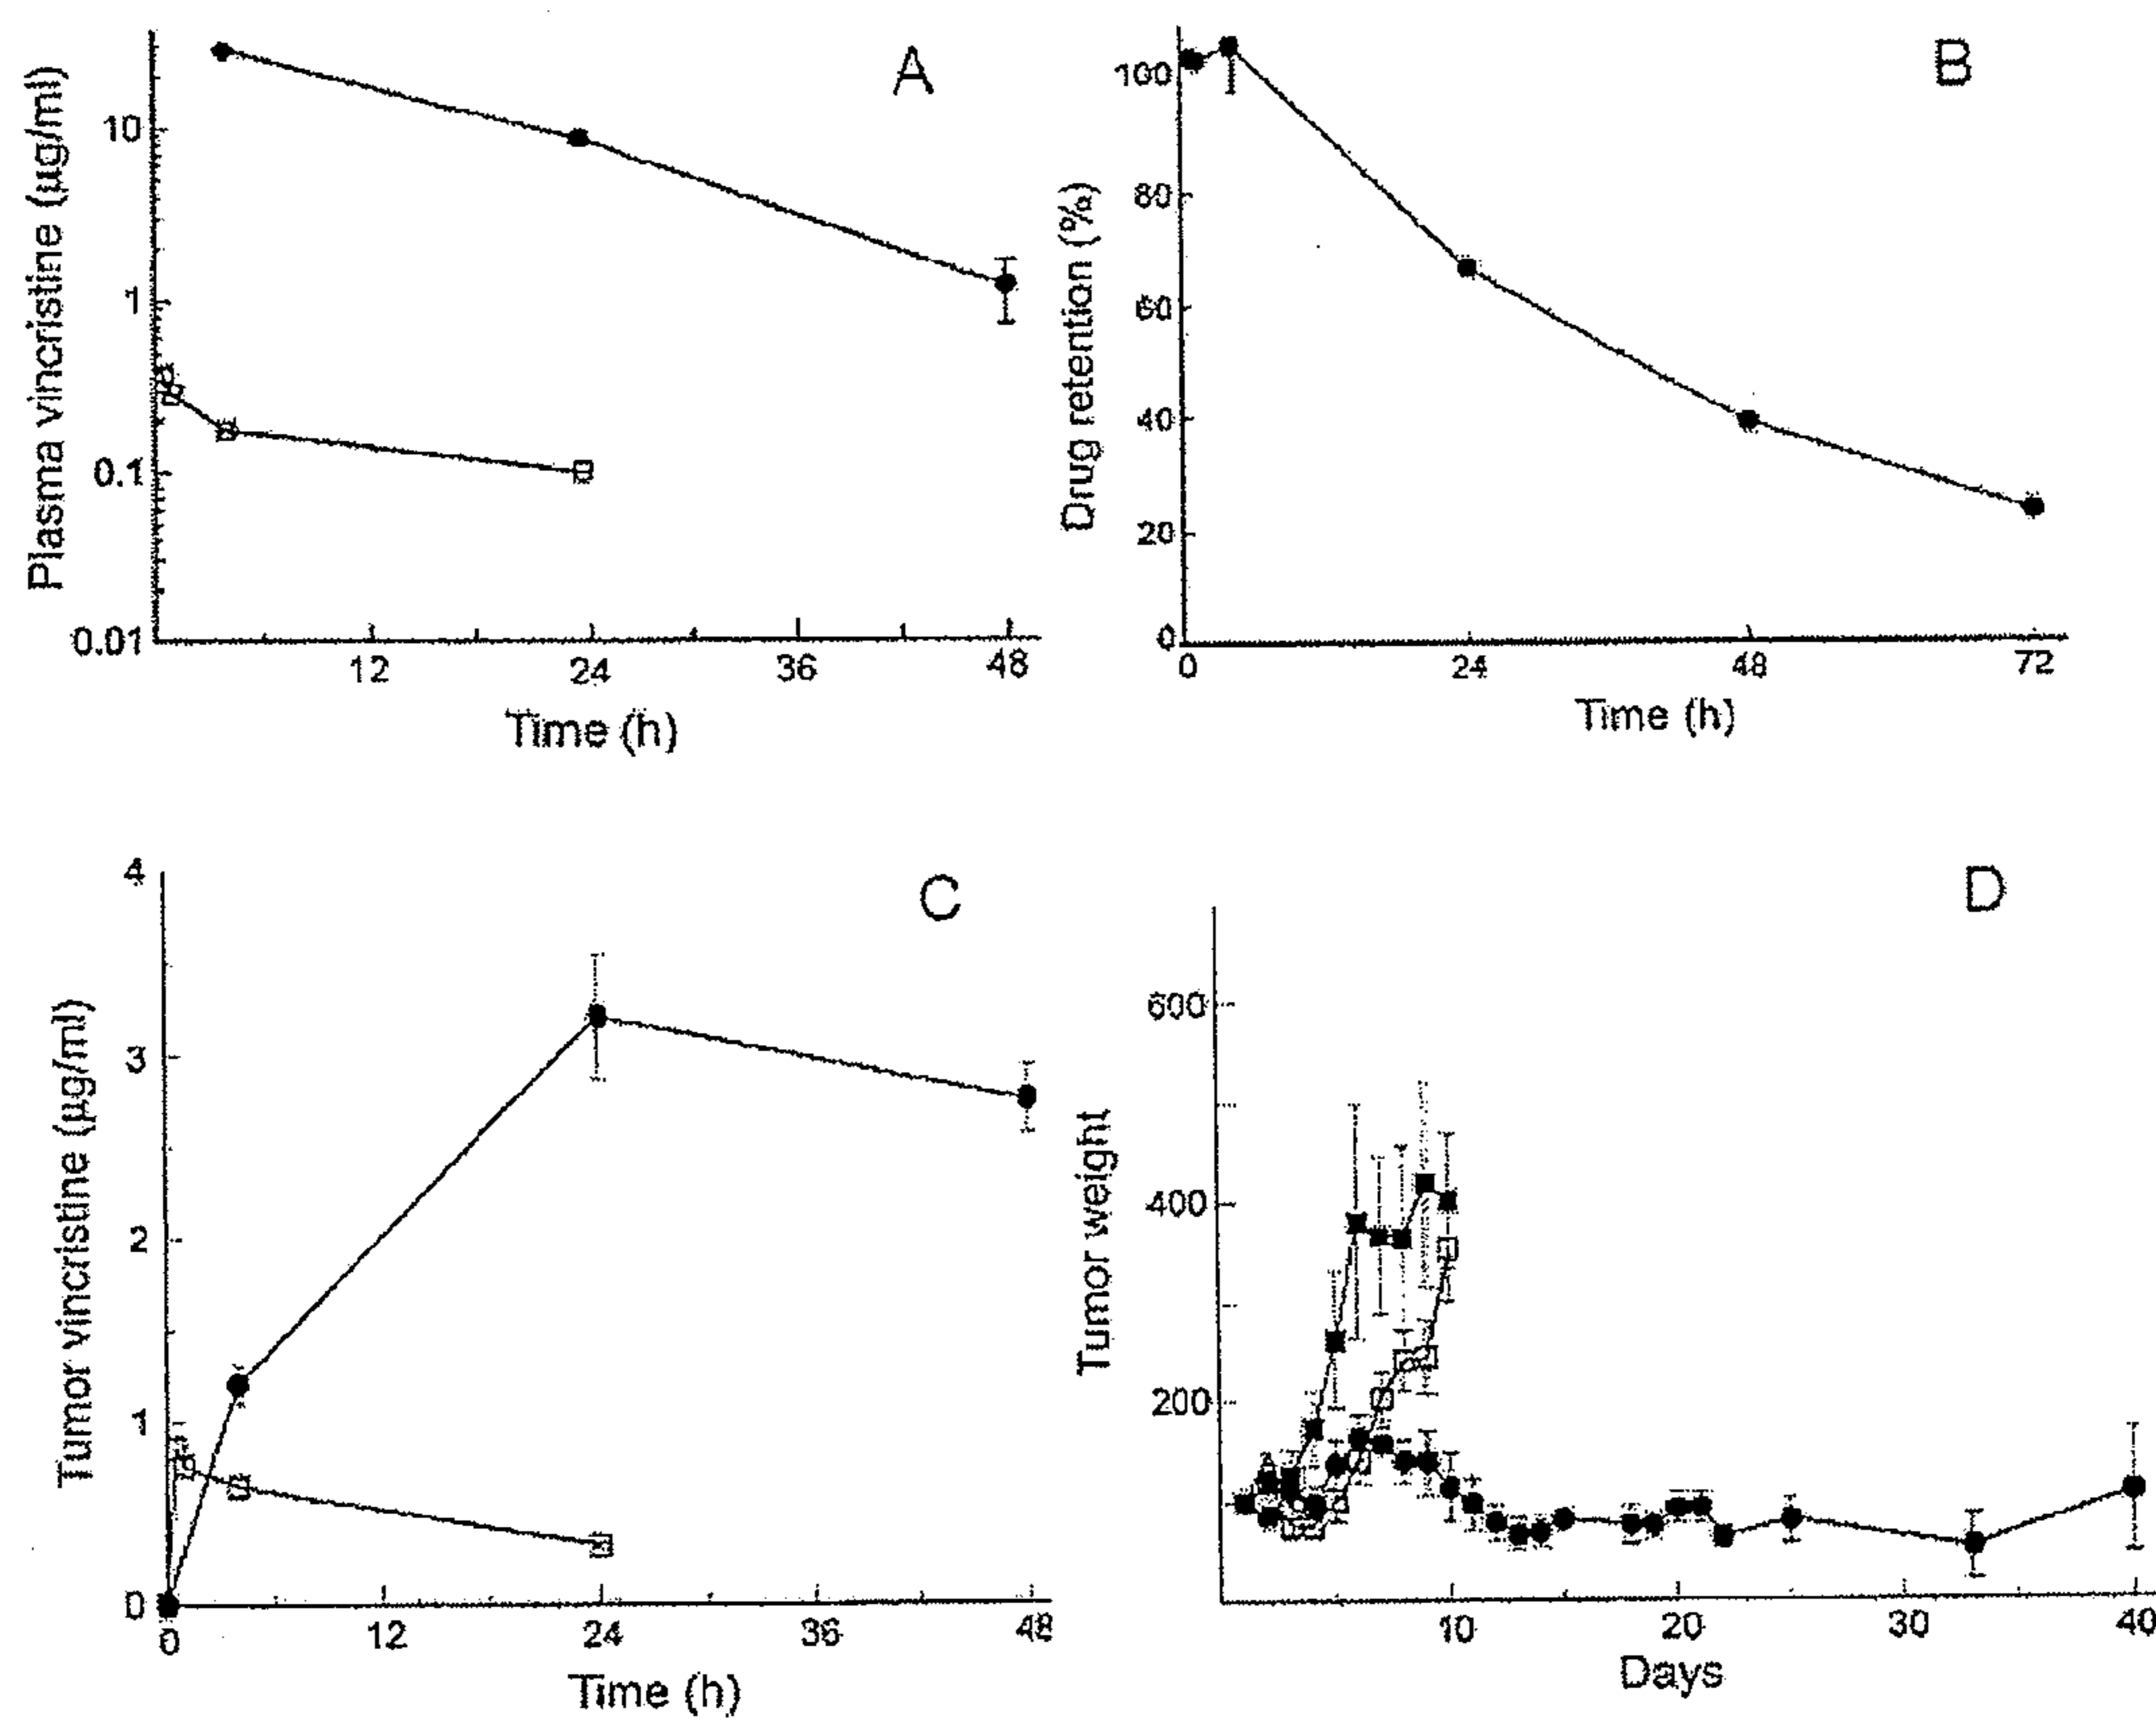 A
Plasma vincristine (µg/ml)
10
1
0.1
0.01
12 24 36 48
Time (h)
B
Drug retention (%)
100
80
60
40
20
0
0 24 48 72
Time (h)
C
Tumor vincristine (µg/ml)
4
3
2
1
0
0 12 24 36 48
Time (h)
D
Tumor weight
600
400
200
10 20 30 40
Days